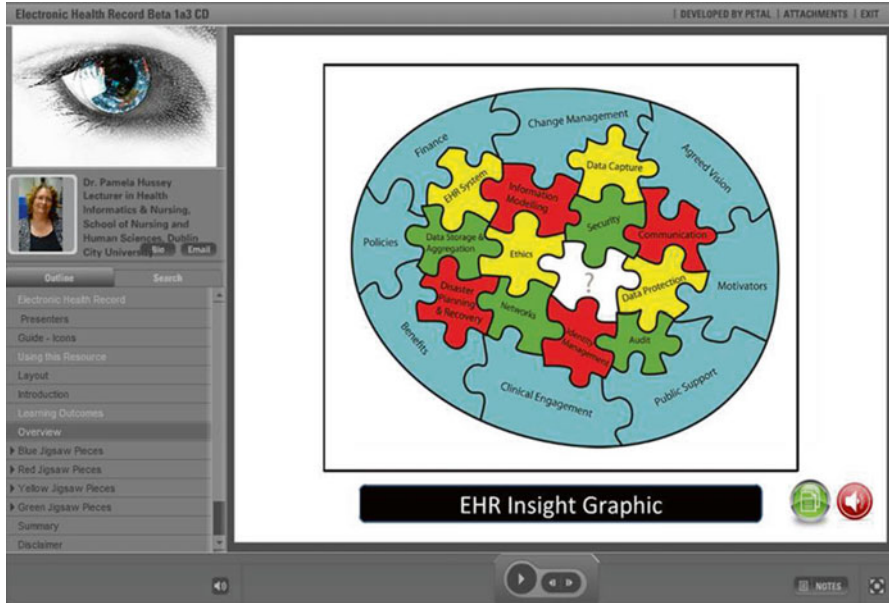 Electronic Health Record Beta 1a3 CD
| DEVELOPED BY PETAL | ATTACHMENTS | EXIT
Dr. Pamela Hussey
Lecturer in Health
Informatics & Nursing,
School of Nursing and
Human Sciences, Dublin
City University
Bio
Email
Outline
Search
Electronic Health Record
Presenters
Guide - Icons
Using this Resource
Layout
Introduction
Learning Outcomes
Overview
Blue Jigsaw Pieces
Red Jigsaw Pieces
Yellow Jigsaw Pieces
Green Jigsaw Pieces
Summary
Disclaimer
Finance
Change Management
Agreed Vision
EHR System
Information
Modelling
Data Capture
Security
Communication
Policies
Data Storage &
Aggregation
Ethics
?
Data Protection
Motivators
Disaster
Planning
& Recovery
Networks
Identity
Management
Audit
Benefits
Clinical Engagement
Public Support
EHR Insight Graphic
NOTES